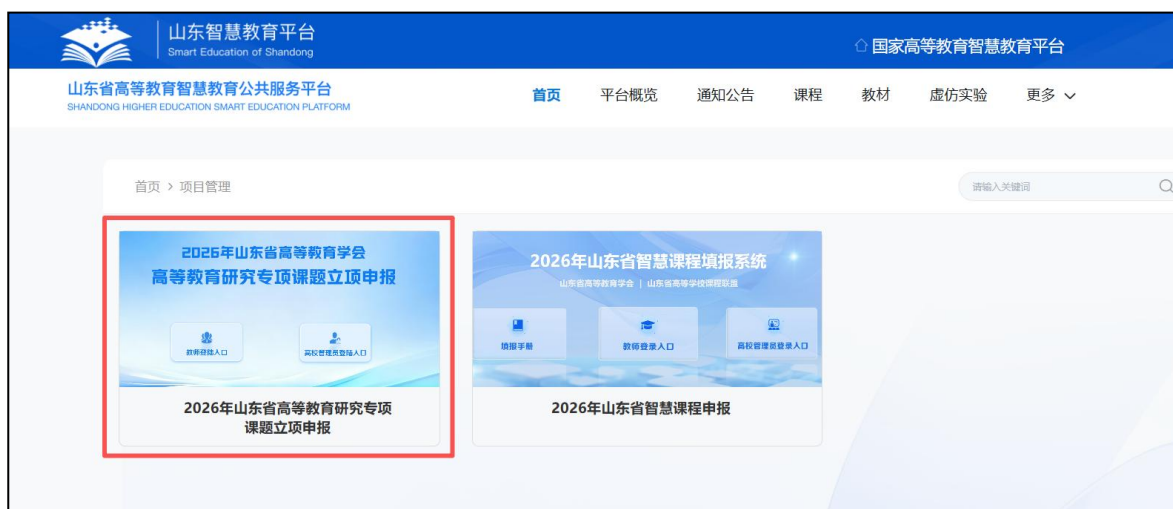 山东智慧教育平台
Smart Education of Shandong
国家高等教育智慧教育平台
山东省高等教育智慧教育公共服务平台
SHANDONG HIGHER EDUCATION SMART EDUCATION PLATFORM
首页 平台概览 通知公告 课程 教材 虚仿实验 更多
首页 > 项目管理
请输入关键词
2026年山东省高等教育学会
高等教育研究专项课题立项申报
教师登陆入口 高校管理员登陆入口
2026年山东省高等教育研究专项
课题立项申报
2026年山东省智慧课程填报系统
山东省高等教育学会 | 山东省高等学校课程联盟
填报手册 教师登录入口 高校管理员登录入口
2026年山东省智慧课程申报